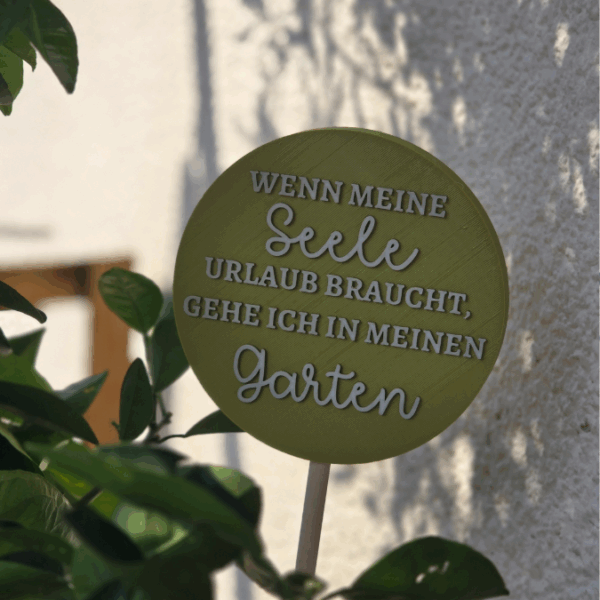 WENN MEINE
Seele
URLAUB BRAUCHT,
GEHE ICH IN MEINEN
Garten